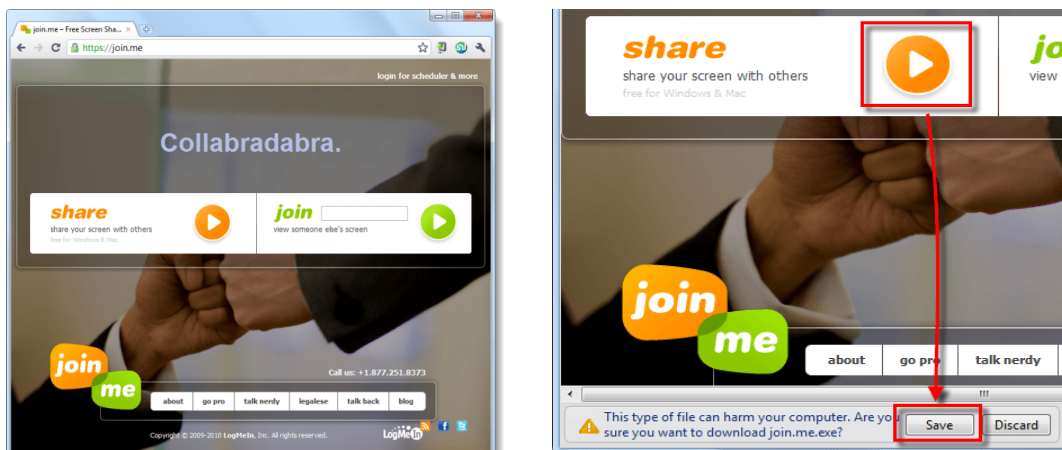 join.me – Free Screen Sha...
https://join.me
login for scheduler & more
Collabradabra.
share
share your screen with others
free for Windows & Mac
join
view someone else's screen
join
me
Call us: +1.877.251.8373
about go pro talk nerdy legalese talk back blog
Copyright © 2009-2010 LogMeIn, Inc. All rights reserved.
LogMeIn
share
share your screen with others
free for Windows & Mac
jo
view
join
me
about go pro talk nerdy
This type of file can harm your computer. Are you
sure you want to download join.me.exe?
Save Discard